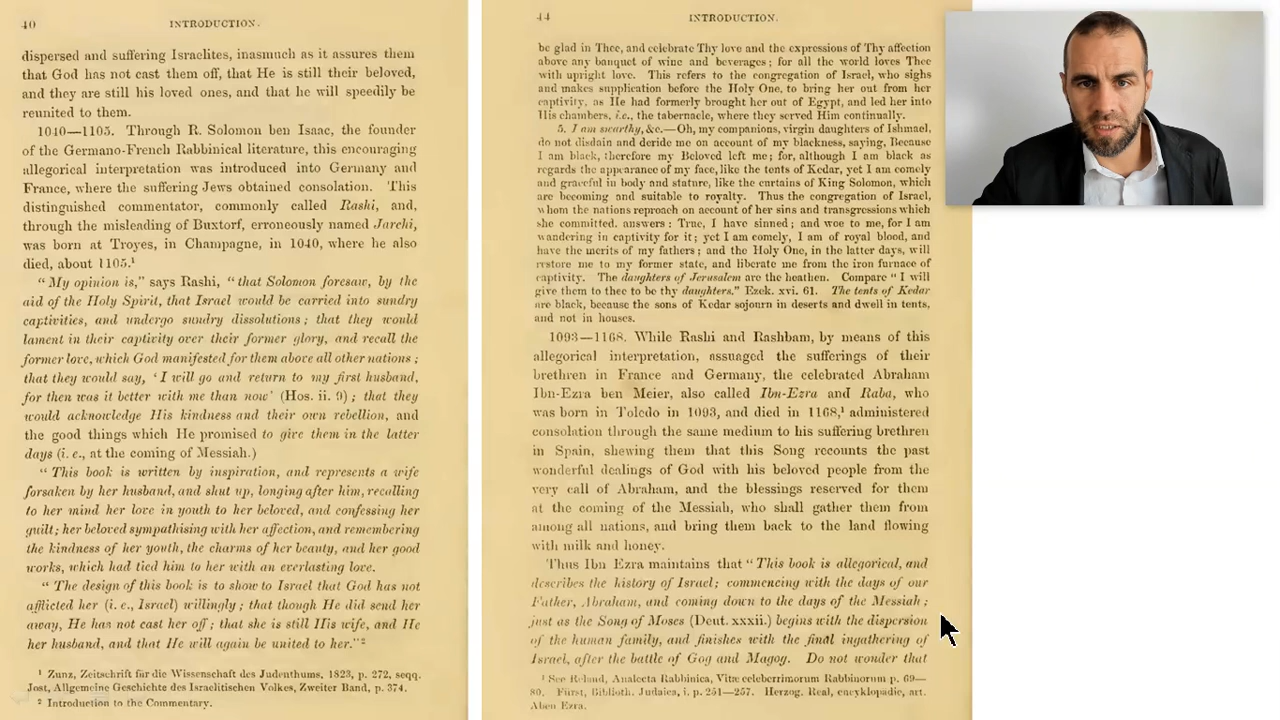 40
INTRODUCTION.
dispersed and suffering Israelites, inasmuch as it assures them
that God has not cast them off, that He is still their beloved,
and they are still his loved ones, and that he will speedily be
reunited to them.
1040—1105. Through R. Solomon ben Isaac, the founder
of the Germano-French Rabbinical literature, this encouraging
allegorical interpretation was introduced into Germany and
France, where the suffering Jews obtained consolation. This
distinguished commentator, commonly called Rashi, and,
through the misleading of Buxtorf, erroneously named Jarchi,
was born at Troyes, in Champagne, in 1040, where he also
died, about 1105.¹
"My opinion is," says Rashi, "that Solomon foresaw, by the
aid of the Holy Spirit, that Israel would be carried into sundry
captivities, and undergo sundry dissolutions; that they would
lament in their captivity over their former glory, and recall the
former love, which God manifested for them above all other nations;
that they would say, 'I will go and return to my first husband,
for then was it better with me than now' (Hos. ii. 9); that they
would acknowledge His kindness and their own rebellion, and
the good things which He promised to give them in the latter
days (i. e., at the coming of Messiah.)
"This book is written by inspiration, and represents a wife
forsaken by her husband, and shut up, longing after him, recalling
to her mind her love in youth to her beloved, and confessing her
guilt; her beloved sympathising with her affection, and remembering
the kindness of her youth, the charms of her beauty, and her good
works, which had tied him to her with an everlasting love.
"The design of this book is to show to Israel that God has not
afflicted her (i. e., Israel) willingly; that though He did send her
away, He has not cast her off; that she is still His wife, and He
her husband, and that He will again be united to her."²
¹ Zunz, Zeitschrift für die Wissenschaft des Judenthums, 1823, p. 272, seqq.
Jost, Allgemeine Geschichte des Israelitischen Volkes, Zweiter Band, p. 374.
² Introduction to the Commentary.
44
INTRODUCTION.
be glad in Thee, and celebrate Thy love and the expressions of Thy affection
above any banquet of wine and beverages; for all the world loves Thee
with upright love. This refers to the congregation of Israel, who sighs
and makes supplication before the Holy One, to bring her out from her
captivity, as He had formerly brought her out of Egypt, and led her into
His chambers, i.e., the tabernacle, where they served Him continually.
5. I am swarthy, &c.—Oh, my companions, virgin daughters of Ishmael,
do not disdain and deride me on account of my blackness, saying, Because
I am black, therefore my Beloved left me; for, although I am black as
regards the appearance of my face, like the tents of Kedar, yet I am comely
and graceful in body and stature, like the curtains of King Solomon, which
are becoming and suitable to royalty. Thus the congregation of Israel,
whom the nations reproach on account of her sins and transgressions which
she committed. answers: True, I have sinned; and woe to me, for I am
wandering in captivity for it; yet I am comely, I am of royal blood, and
have the merits of my fathers; and the Holy One, in the latter days, will
restore me to my former state, and liberate me from the iron furnace of
captivity. The daughters of Jerusalem are the heathen. Compare "I will
give them to thee to be thy daughters." Ezek. xvi. 61. The tents of Kedar
are black, because the sons of Kedar sojourn in deserts and dwell in tents,
and not in houses.
1093—1168. While Rashi and Rashbam, by means of this
allegorical interpretation, assuaged the sufferings of their
brethren in France and Germany, the celebrated Abraham
Ibn-Ezra ben Meier, also called Ibn-Ezra and Raba, who
was born in Toledo in 1093, and died in 1168,¹ administered
consolation through the same medium to his suffering brethren
in Spain, shewing them that this Song recounts the past
wonderful dealings of God with his beloved people from the
very call of Abraham, and the blessings reserved for them
at the coming of the Messiah, who shall gather them from
among all nations, and bring them back to the land flowing
with milk and honey.
Thus Ibn Ezra maintains that "This book is allegorical, and
describes the history of Israel; commencing with the days of our
Father, Abraham, and coming down to the days of the Messiah;
just as the Song of Moses (Deut. xxxii.) begins with the dispersion
of the human family, and finishes with the final ingathering of
Israel, after the battle of Gog and Magog. Do not wonder that
¹ See Reland, Analecta Rabbinica, Vitæ celeberrimorum Rabbinorum p. 69—
80. Fürst, Biblioth. Judaica, i. p. 251—257. Herzog, Real, encyklopädie, art.
Aben Ezra.